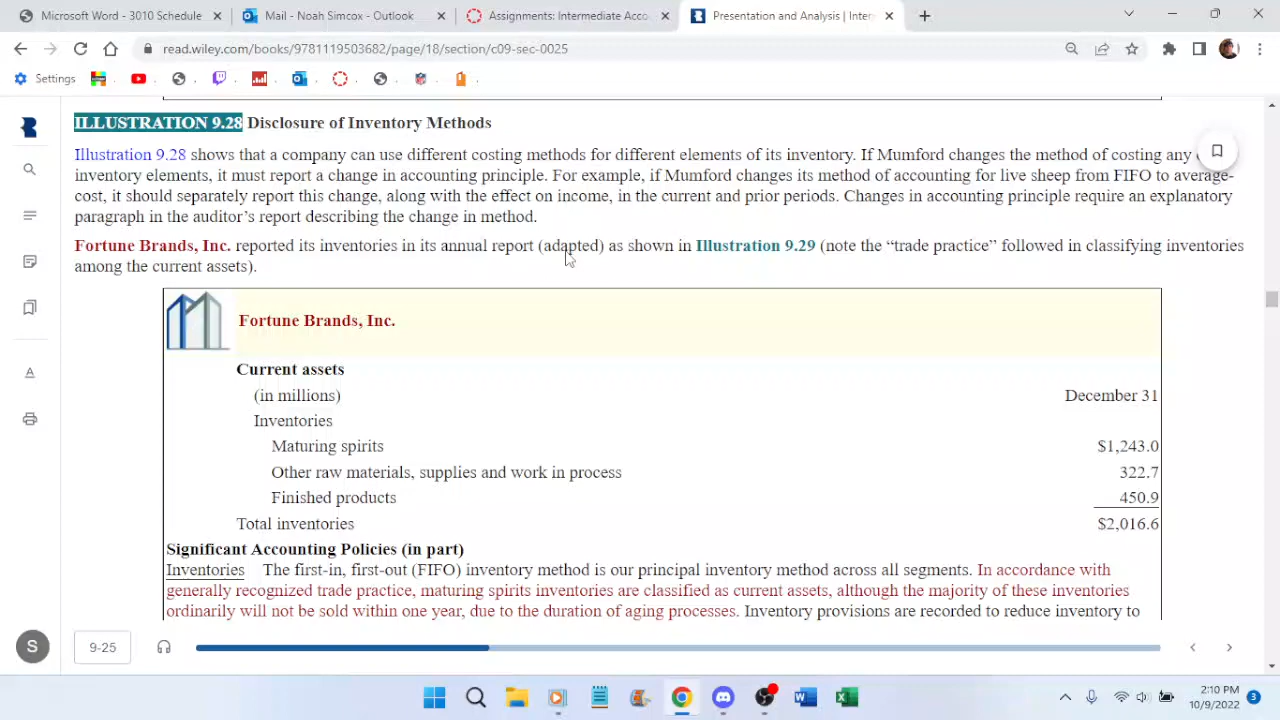 Microsoft Word - 3010 Schedule
Mail - Noah Simcox - Outlook
Assignments: Intermediate Acco
Presentation and Analysis | Inter
read.wiley.com/books/9781119503682/page/18/section/c09-sec-0025
Settings
ILLUSTRATION 9.28 Disclosure of Inventory Methods
Illustration 9.28 shows that a company can use different costing methods for different elements of its inventory. If Mumford changes the method of costing any
inventory elements, it must report a change in accounting principle. For example, if Mumford changes its method of accounting for live sheep from FIFO to average-
cost, it should separately report this change, along with the effect on income, in the current and prior periods. Changes in accounting principle require an explanatory
paragraph in the auditor's report describing the change in method.
Fortune Brands, Inc. reported its inventories in its annual report (adapted) as shown in Illustration 9.29 (note the “trade practice” followed in classifying inventories
among the current assets).
Fortune Brands, Inc.
Current assets
(in millions) December 31
Inventories
Maturing spirits $1,243.0
Other raw materials, supplies and work in process 322.7
Finished products 450.9
Total inventories $2,016.6
Significant Accounting Policies (in part)
Inventories The first-in, first-out (FIFO) inventory method is our principal inventory method across all segments. In accordance with
generally recognized trade practice, maturing spirits inventories are classified as current assets, although the majority of these inventories
ordinarily will not be sold within one year, due to the duration of aging processes. Inventory provisions are recorded to reduce inventory to
S
9-25
2:10 PM
10/9/2022
3